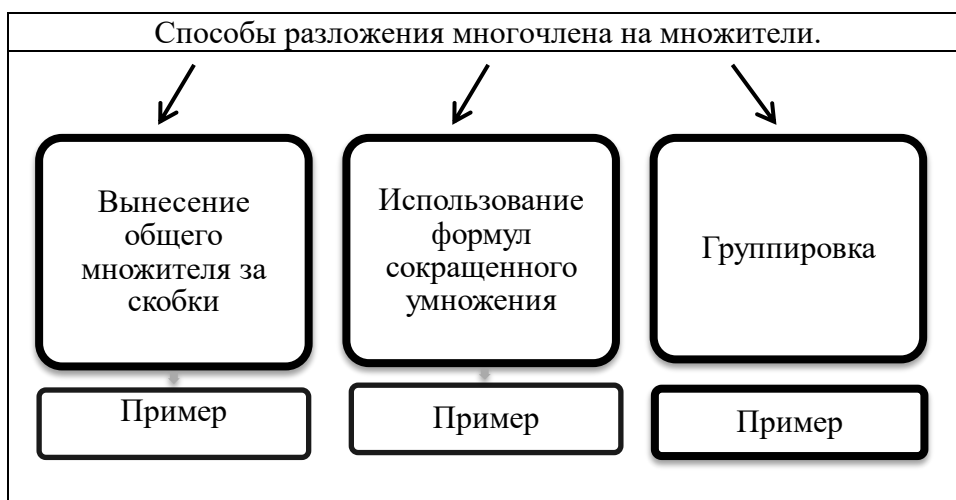 Способы разложения многочлена на множители.
Вынесение
общего
множителя за
скобки
Использование
формул
сокращенного
умножения
Группировка
Пример
Пример
Пример